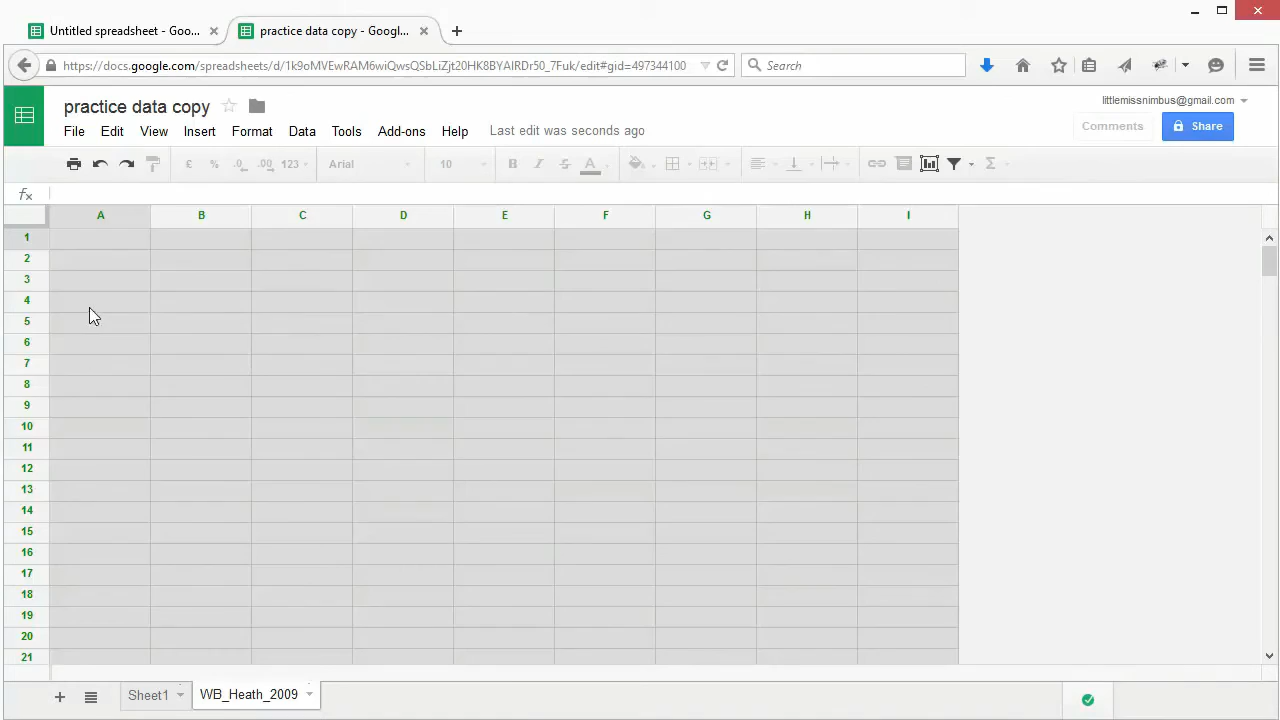 Untitled spreadsheet - Goo...
practice data copy - Googl...
https://docs.google.com/spreadsheets/d/1k9oMVEwRAM6wiQwsQSbLiZjt20HK8BYAlRDr50_7Fuk/edit#gid=497344100
Search
practice data copy
littlemissnimbus@gmail.com
File Edit View Insert Format Data Tools Add-ons Help Last edit was seconds ago
Comments Share
£ % .0 .00 123 Arial 10 B I S A Σ
fx
A B C D E F G H I
1
2
3
4
5
6
7
8
9
10
11
12
13
14
15
16
17
18
19
20
21
Sheet1 WB_Heath_2009